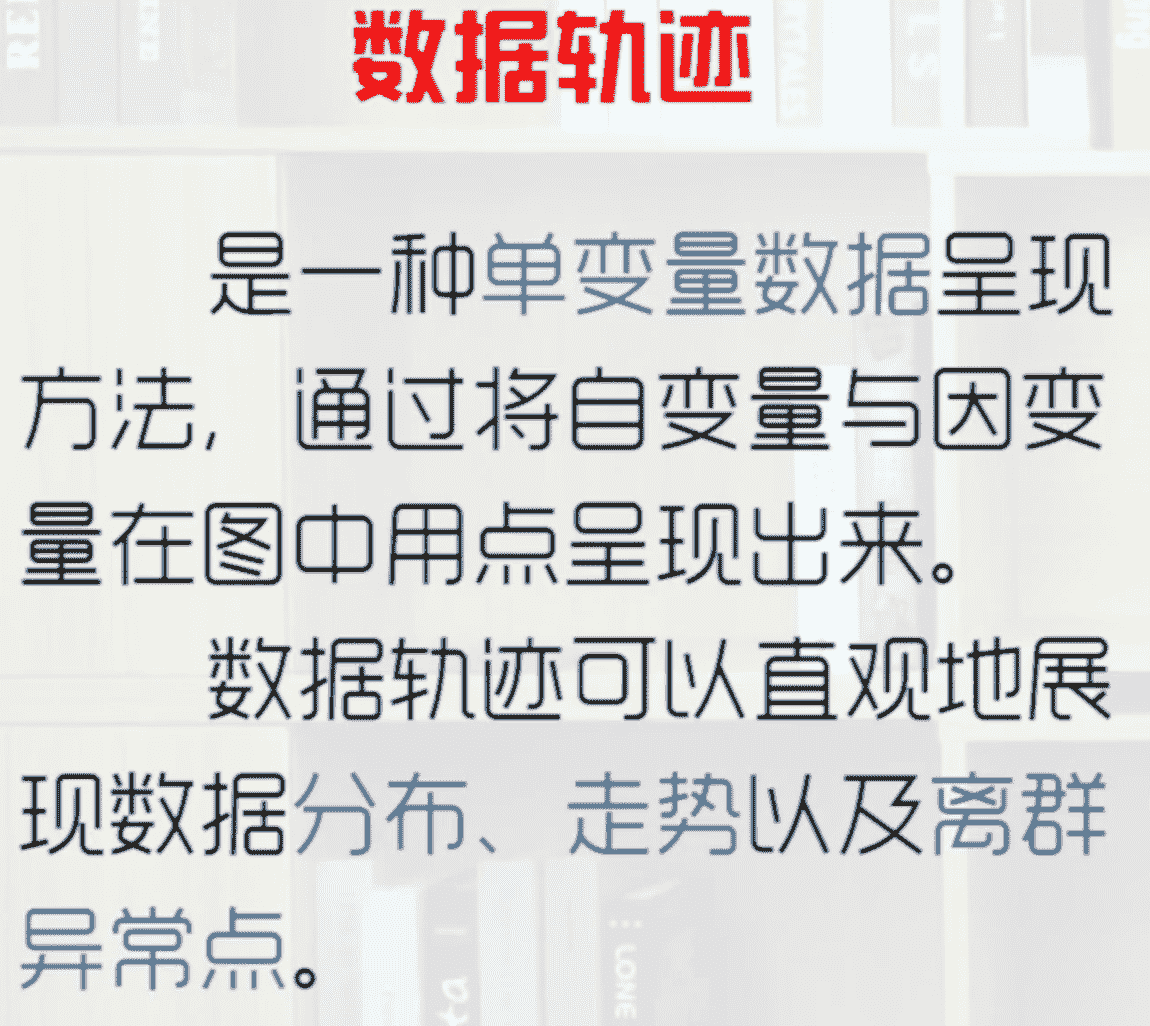 数据轨迹
是一种单变量数据呈现
方法，通过将自变量与因变
量在图中用点呈现出来。
数据轨迹可以直观地展
现数据分布、走势以及离群
异常点。
LONE